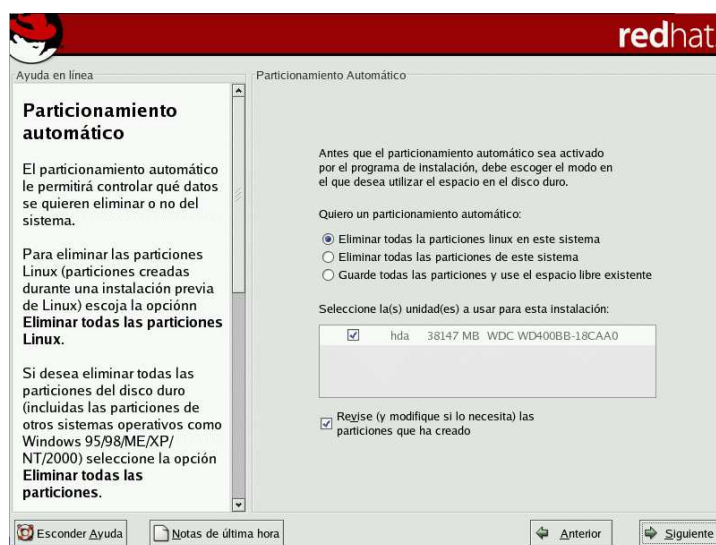 redhat
Ayuda en línea
Particionamiento
automático
El particionamiento automático
le permitirá controlar qué datos
se quieren eliminar o no del
sistema.
Para eliminar las particiones
Linux (particiones creadas
durante una instalación previa
de Linux) escoja la opciónn
Eliminar todas las particiones
Linux.
Si desea eliminar todas las
particiones del disco duro
(incluidas las particiones de
otros sistemas operativos como
Windows 95/98/ME/XP/
NT/2000) seleccione la opción
Eliminar todas las
particiones.
Particionamiento Automático
Antes que el particionamiento automático sea activado
por el programa de instalación, debe escoger el modo en
el que desea utilizar el espacio en el disco duro.
Quiero un particionamiento automático:
Eliminar todas la particiones linux en este sistema
Eliminar todas las particiones de este sistema
Guarde todas las particiones y use el espacio libre existente
Seleccione la(s) unidad(es) a usar para esta instalación:
hda 38147 MB WDC WD400BB-18CAA0
Revise (y modifique si lo necesita) las
particiones que ha creado
Esconder Ayuda
Notas de última hora
Anterior
Siguiente